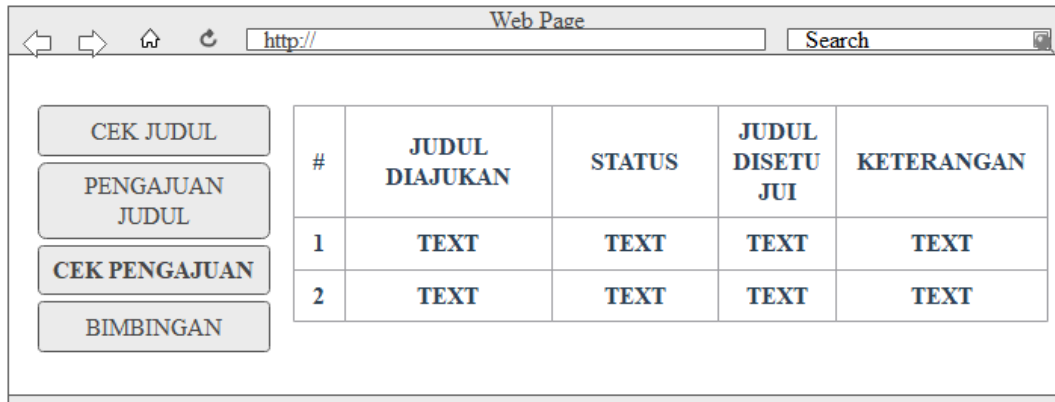 Web Page
http://
Search
CEK JUDUL
PENGAJUAN
JUDUL
CEK PENGAJUAN
BIMBINGAN
#
JUDUL
DIAJUKAN
STATUS
JUDUL
DISETU
JUI
KETERANGAN
1 TEXT TEXT TEXT TEXT
2 TEXT TEXT TEXT TEXT